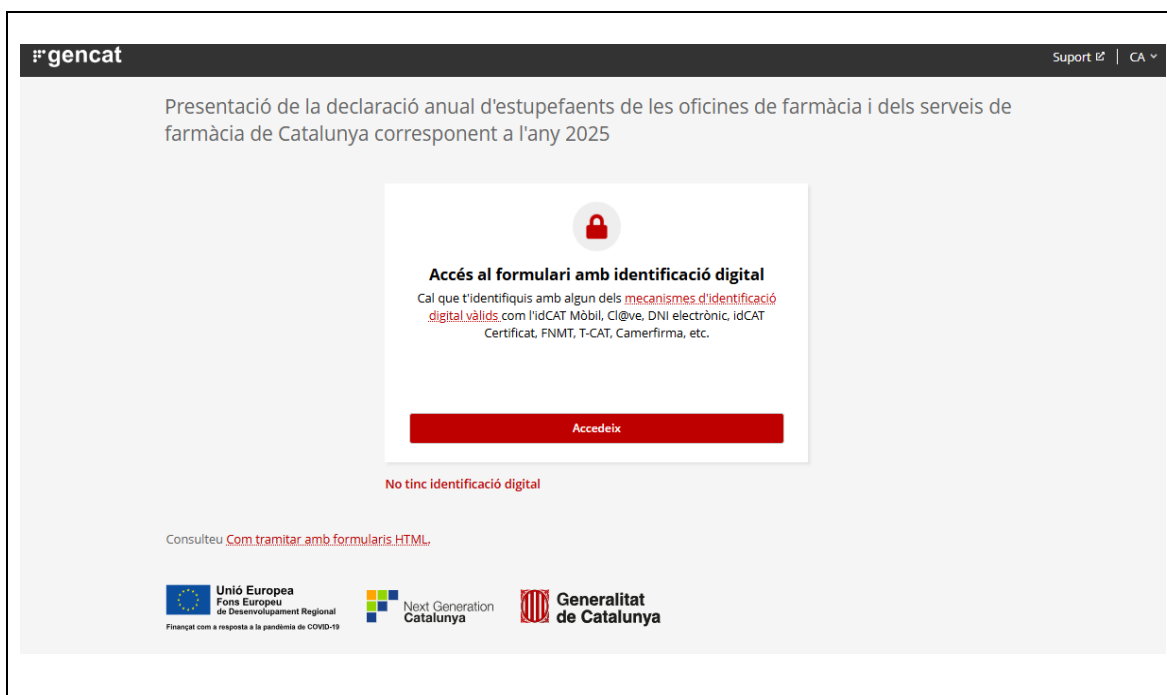 gencat
Suport | CA
Presentació de la declaració anual d'estupefaents de les oficines de farmàcia i dels serveis de
farmàcia de Catalunya corresponent a l'any 2025
Accés al formulari amb identificació digital
Cal que t'identifiquis amb algun dels mecanismes d'identificació
digital vàlids com l'idCAT Mòbil, Cl@ve, DNI electrònic, idCAT
Certificat, FNMT, T-CAT, Camerfirma, etc.
Accedeix
No tinc identificació digital
Consulteu Com tramitar amb formularis HTML.
Unió Europea
Fons Europeu
de Desenvolupament Regional
Finançat com a resposta a la pandèmia de COVID-19
Next Generation
Catalunya
Generalitat
de Catalunya